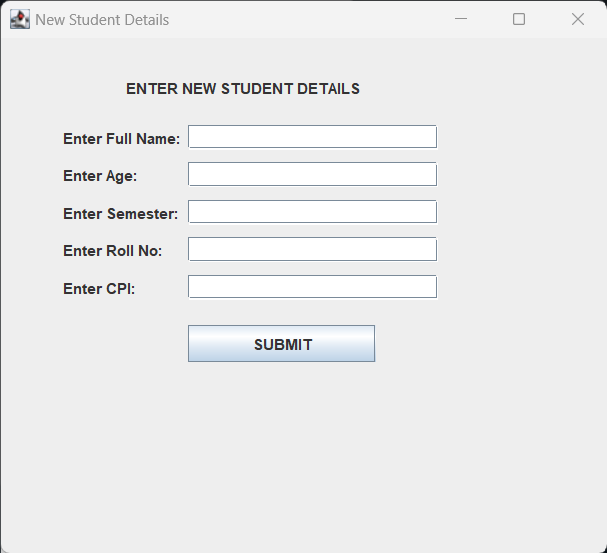 New Student Details
ENTER NEW STUDENT DETAILS
Enter Full Name:
Enter Age:
Enter Semester:
Enter Roll No:
Enter CPI:
SUBMIT